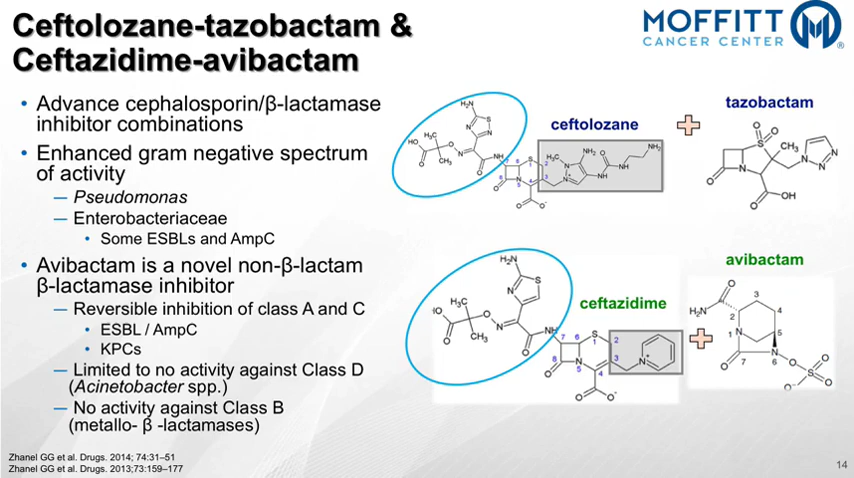 Ceftolozane-tazobactam &
Ceftazidime-avibactam
MOFFITT
CANCER CENTER
®
• Advance cephalosporin/β-lactamase
inhibitor combinations
• Enhanced gram negative spectrum
of activity
— Pseudomonas
— Enterobacteriaceae
• Some ESBLs and AmpC
• Avibactam is a novel non-β-lactam
β-lactamase inhibitor
— Reversible inhibition of class A and C
• ESBL / AmpC
• KPCs
— Limited to no activity against Class D
(Acinetobacter spp.)
— No activity against Class B
(metallo- β -lactamases)
ceftolozane
tazobactam
ceftazidime
avibactam
Zhanel GG et al. Drugs. 2014; 74:31–51
Zhanel GG et al. Drugs. 2013;73:159–177
14